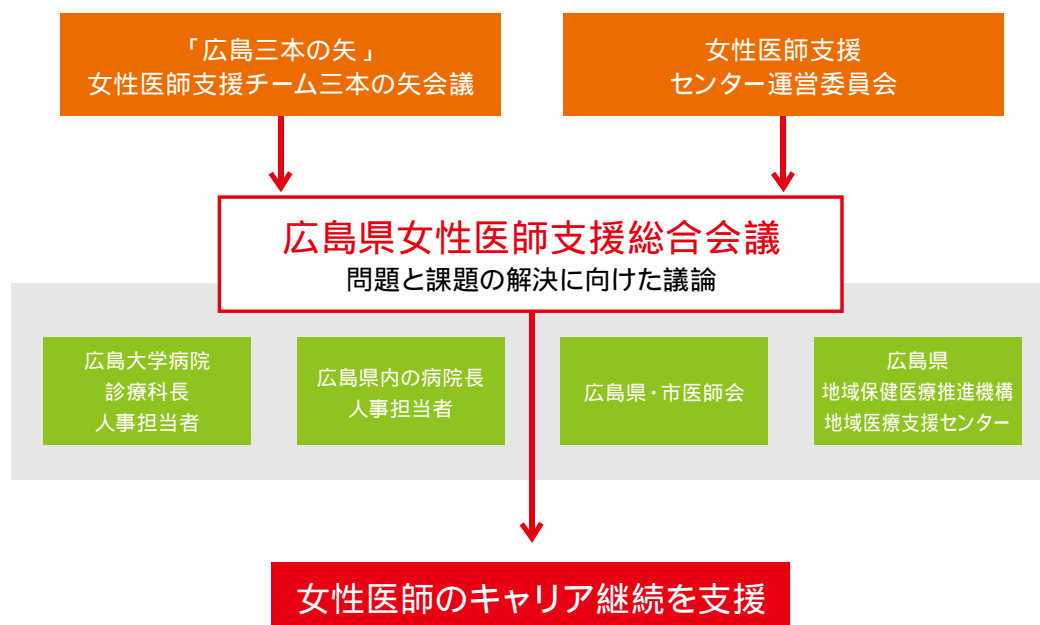 「広島三本の矢」
女性医師支援チーム三本の矢会議
女性医師支援
センター運営委員会
広島県女性医師支援総合会議
問題と課題の解決に向けた議論
広島大学病院
診療科長
人事担当者
広島県内の病院長
人事担当者
広島県・市医師会
広島県
地域保健医療推進機構
地域医療支援センター
女性医師のキャリア継続を支援